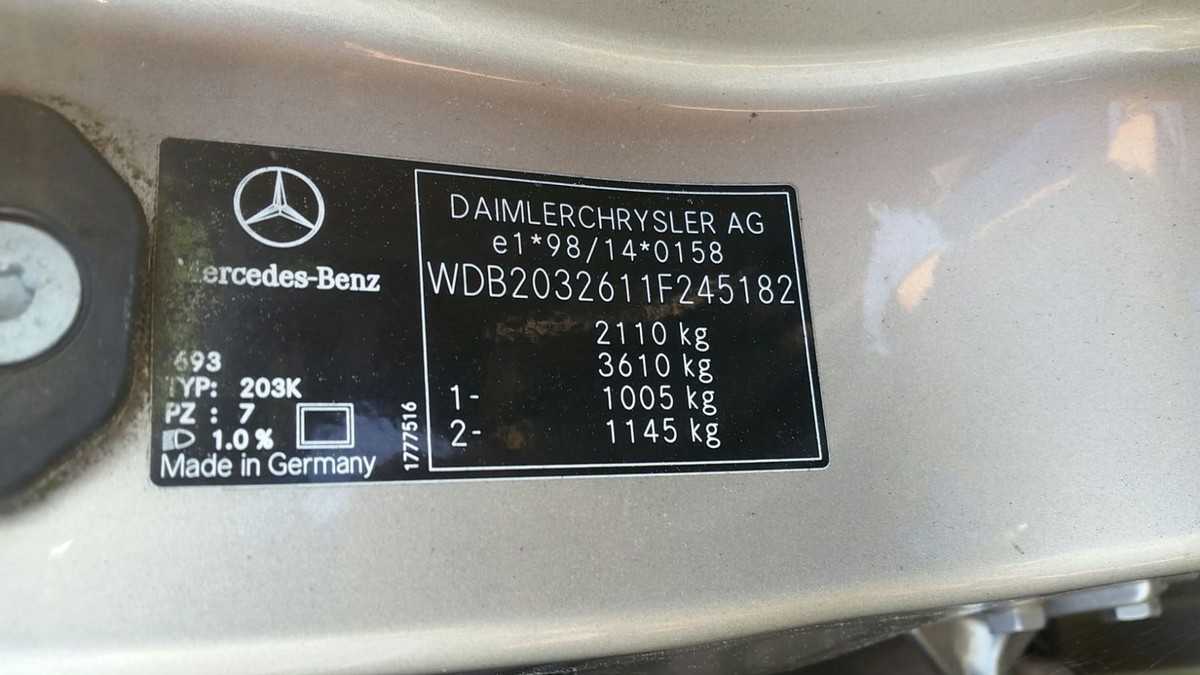 Mercedes-Benz
693
TYP: 203K
PZ : 7
1.0 %
Made in Germany
1777516
DAIMLERCHRYSLER AG
e1*98/14*0158
WDB2032611F245182
2110 kg
3610 kg
1- 1005 kg
2- 1145 kg